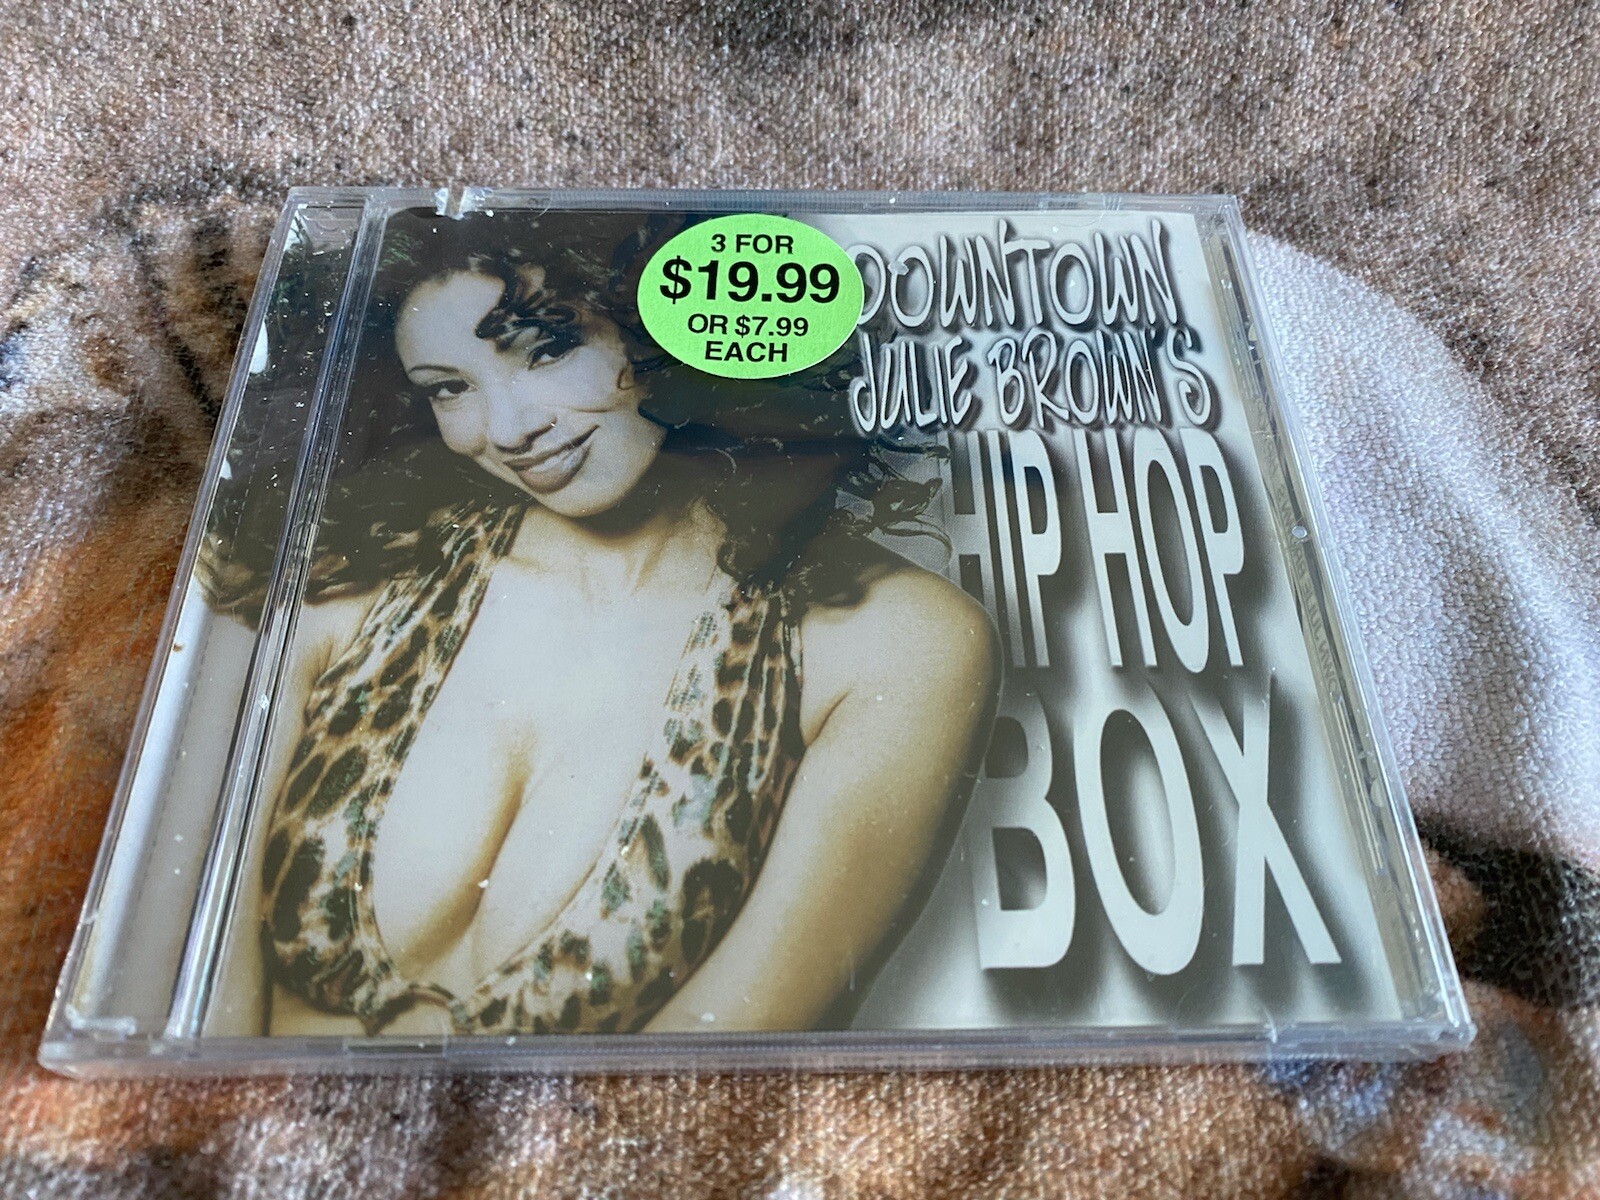 3 FOR
$19.99
OR $7.99
EACH
DOWNTOWN
JULIE BROWN'S
HIP HOP
BOX